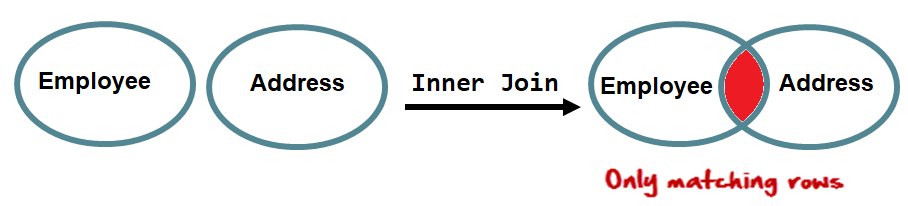 Employee
Address
Inner Join
Employee
Address
Only matching rows